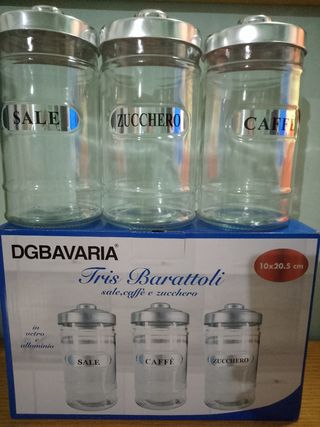 SALE
ZUCCHERO
CAFFÈ
DGBAVARIA®
Tris Barattoli
sale, caffè e zucchero
10x20.5 cm
in
vetro
e
alluminio
SALE
CAFFÈ
ZUCCHERO